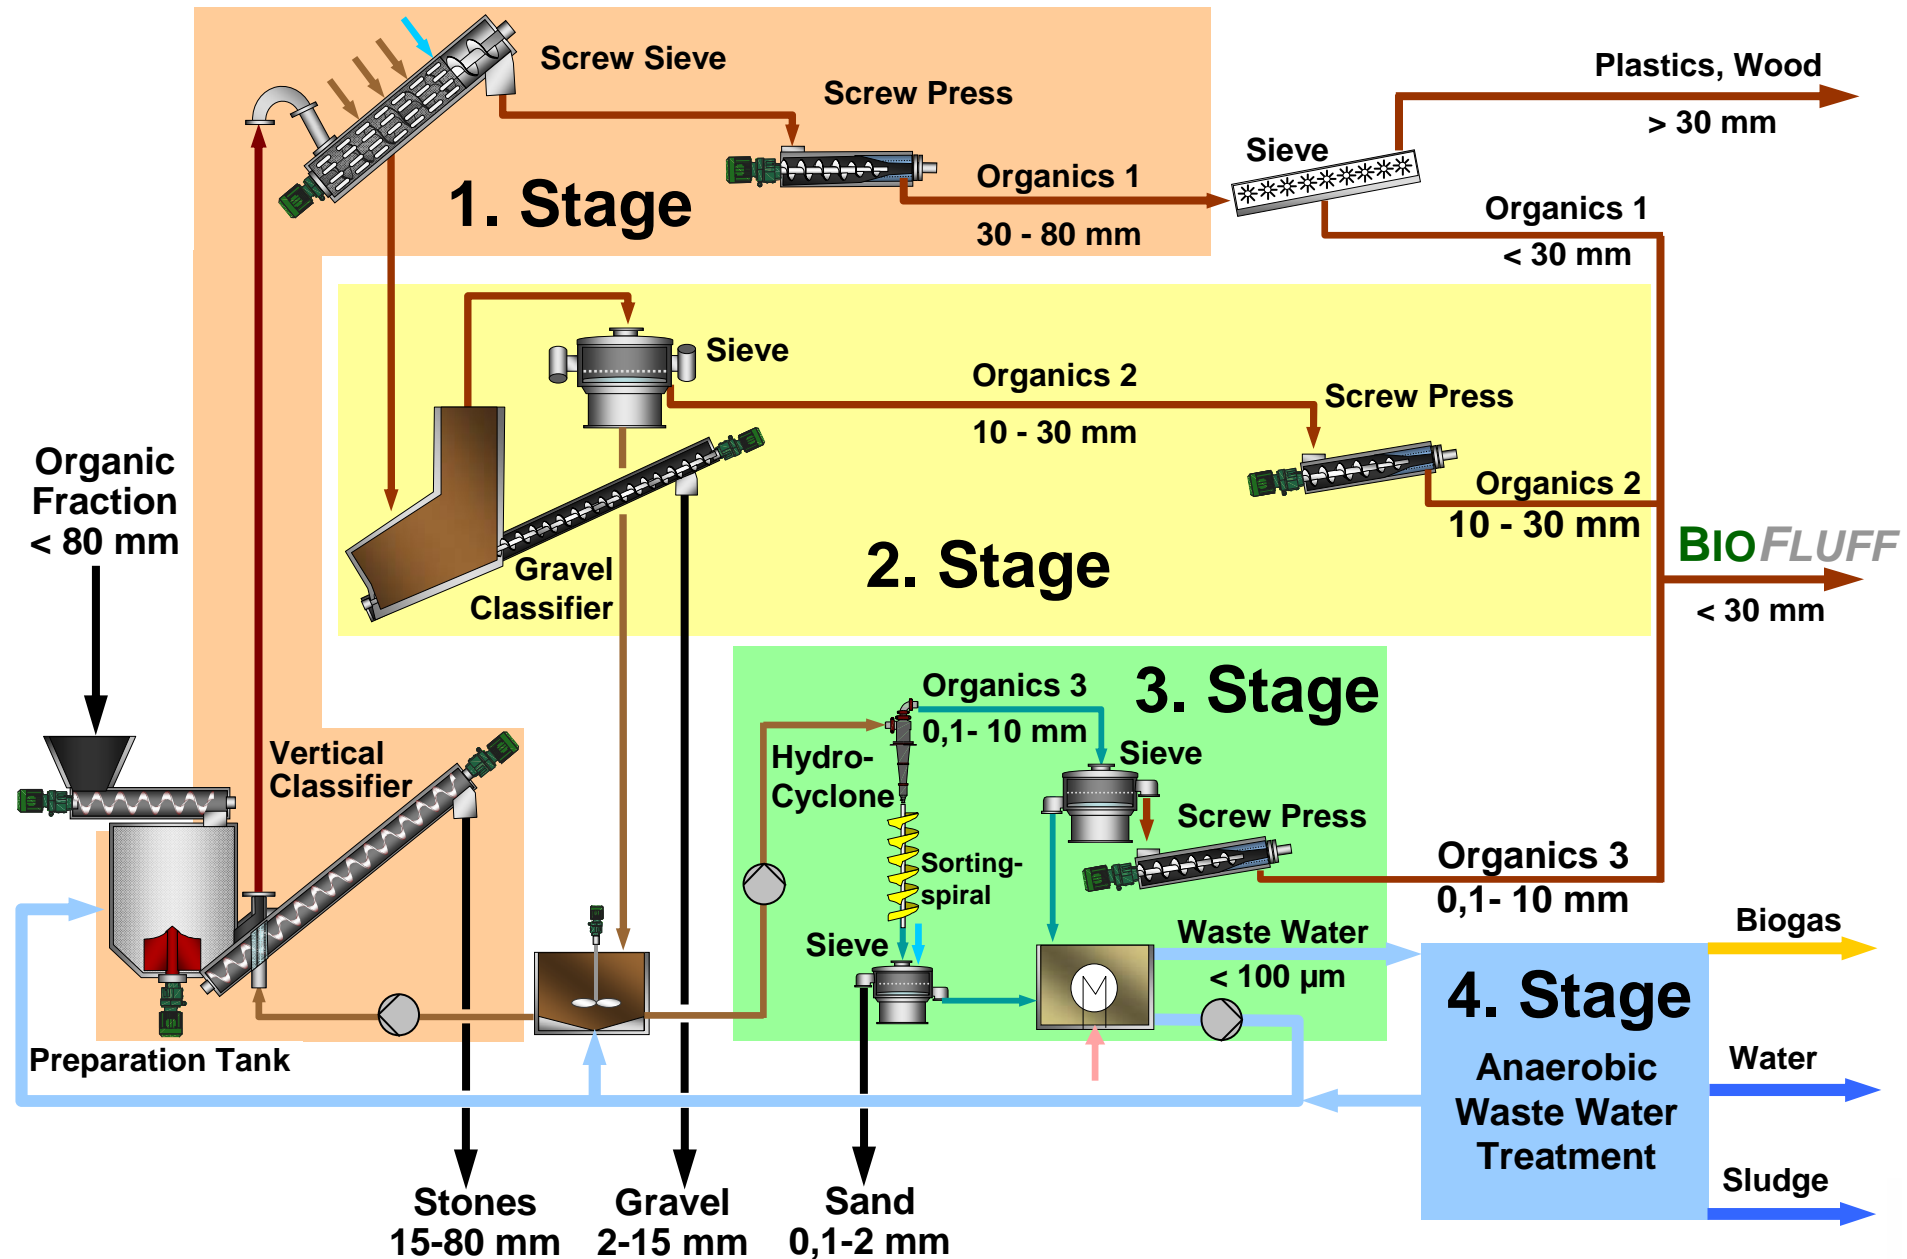 Screw Sieve
Screw Press
Plastics, Wood
> 30 mm
Sieve
Organics 1
30 - 80 mm
1. Stage
Organics 1
< 30 mm
Sieve
Organics 2
10 - 30 mm
Screw Press
Organics 2
10 - 30 mm
Organic
Fraction
< 80 mm
Gravel
Classifier
2. Stage
BIOFLUFF
< 30 mm
Organics 3
0,1- 10 mm
3. Stage
Vertical
Classifier
Hydro-
Cyclone
Sieve
Screw Press
Sorting-
spiral
Organics 3
0,1- 10 mm
Sieve
Waste Water
< 100 µm
Biogas
M
4. Stage
Anaerobic
Waste Water
Treatment
Water
Sludge
Preparation Tank
Stones
15-80 mm
Gravel
2-15 mm
Sand
0,1-2 mm